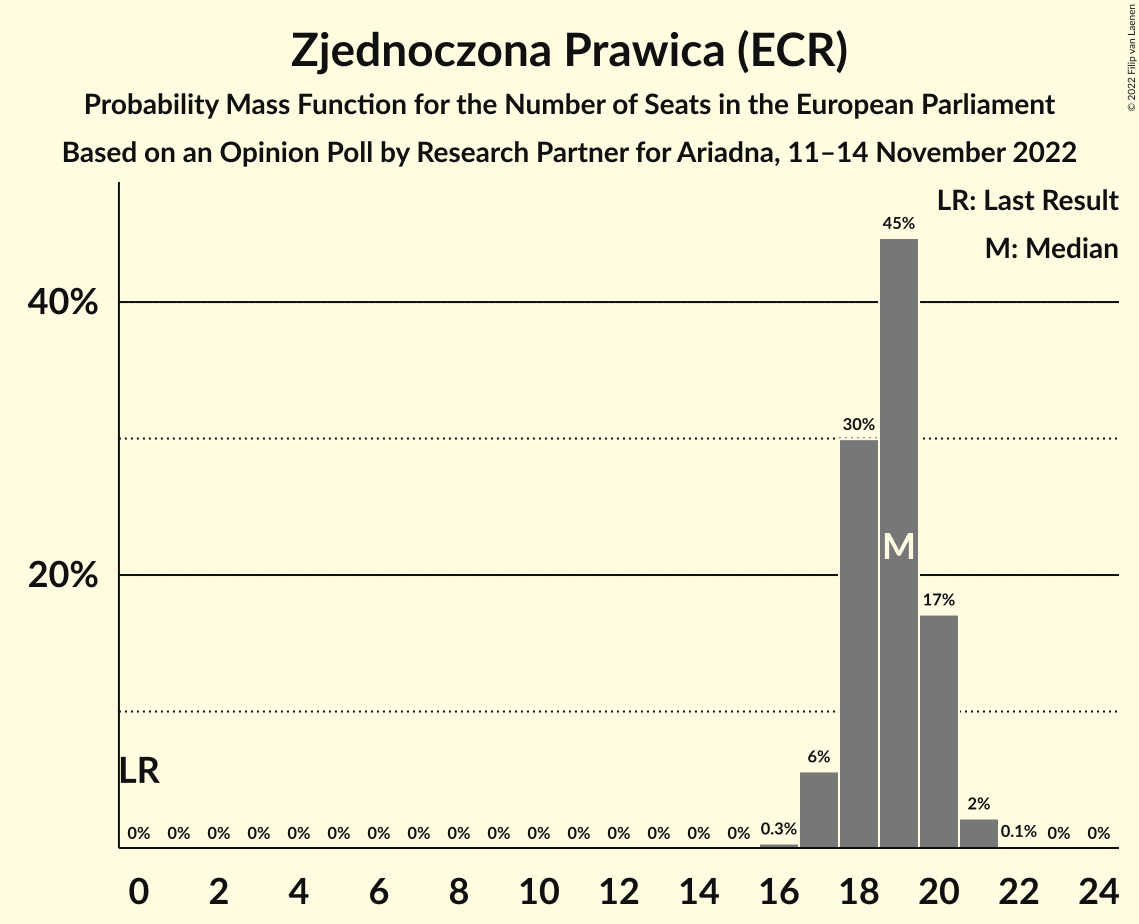 Zjednoczona Prawica (ECR)
Probability Mass Function for the Number of Seats in the European Parliament
Based on an Opinion Poll by Research Partner for Ariadna, 11–14 November 2022
© 2022 Filip van Laenen
LR: Last Result
M: Median
45%
40%
30%
M
20%
17%
LR
6%
2%
0% 0% 0% 0% 0% 0% 0% 0% 0% 0% 0% 0% 0% 0% 0% 0% 0.3% 0.1% 0% 0%
0 2 4 6 8 10 12 14 16 18 20 22 24